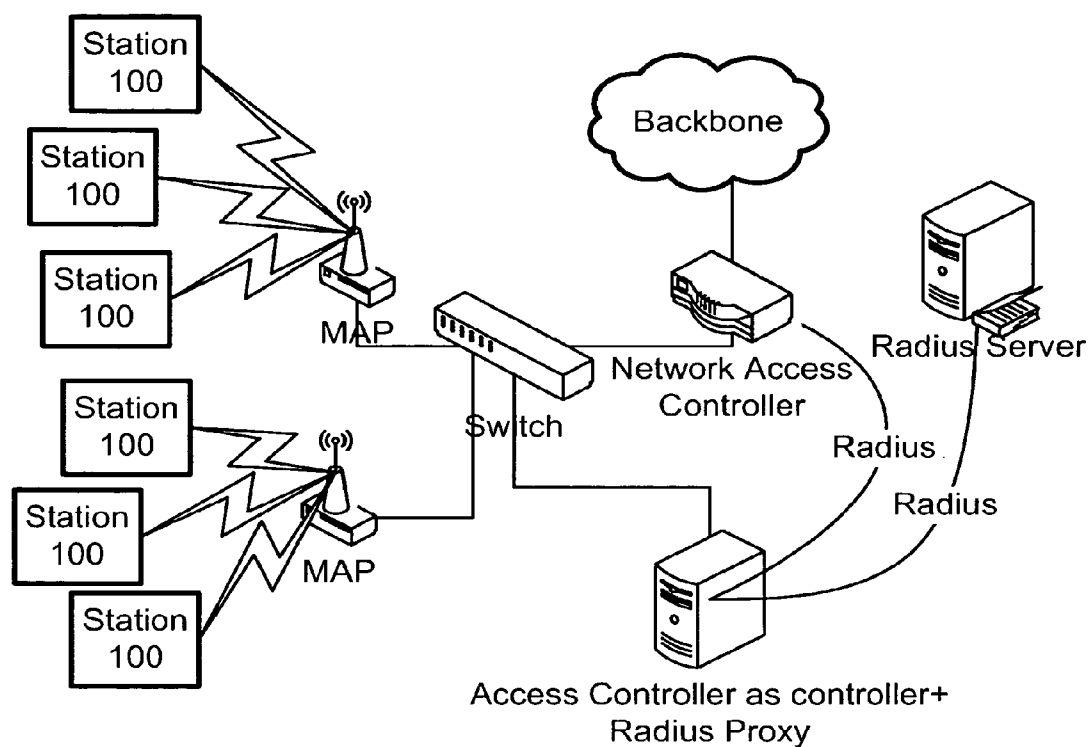 Station
100
Station
100
Station
100
MAP
Backbone
Network Access
Controller
Radius Server
Switch
Radius
Radius
Station
100
Station
100
Station
100
MAP
Access Controller as controller+
Radius Proxy